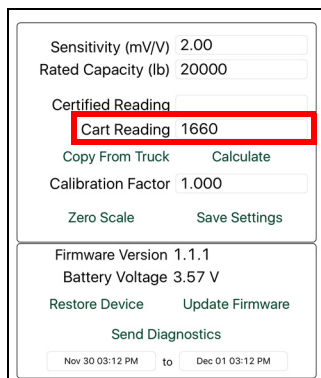 Sensitivity (mV/V) 2.00
Rated Capacity (lb) 20000
Certified Reading
Cart Reading 1660
Copy From Truck Calculate
Calibration Factor 1.000
Zero Scale Save Settings
Firmware Version 1.1.1
Battery Voltage 3.57 V
Restore Device Update Firmware
Send Diagnostics
Nov 30 03:12 PM to Dec 01 03:12 PM